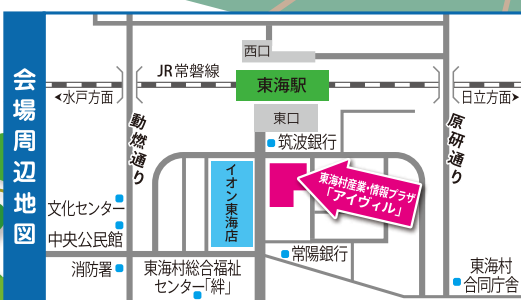 会場周辺地図
西口
JR常磐線
東海駅
水戸方面
日立方面
東口
動燃通り
原研通り
筑波銀行
イオン東海店
東海村産業・情報プラザ
「アイヴィル」
文化センター
中央公民館
消防署
東海村総合福祉
センター「絆」
常陽銀行
東海村
合同庁舎